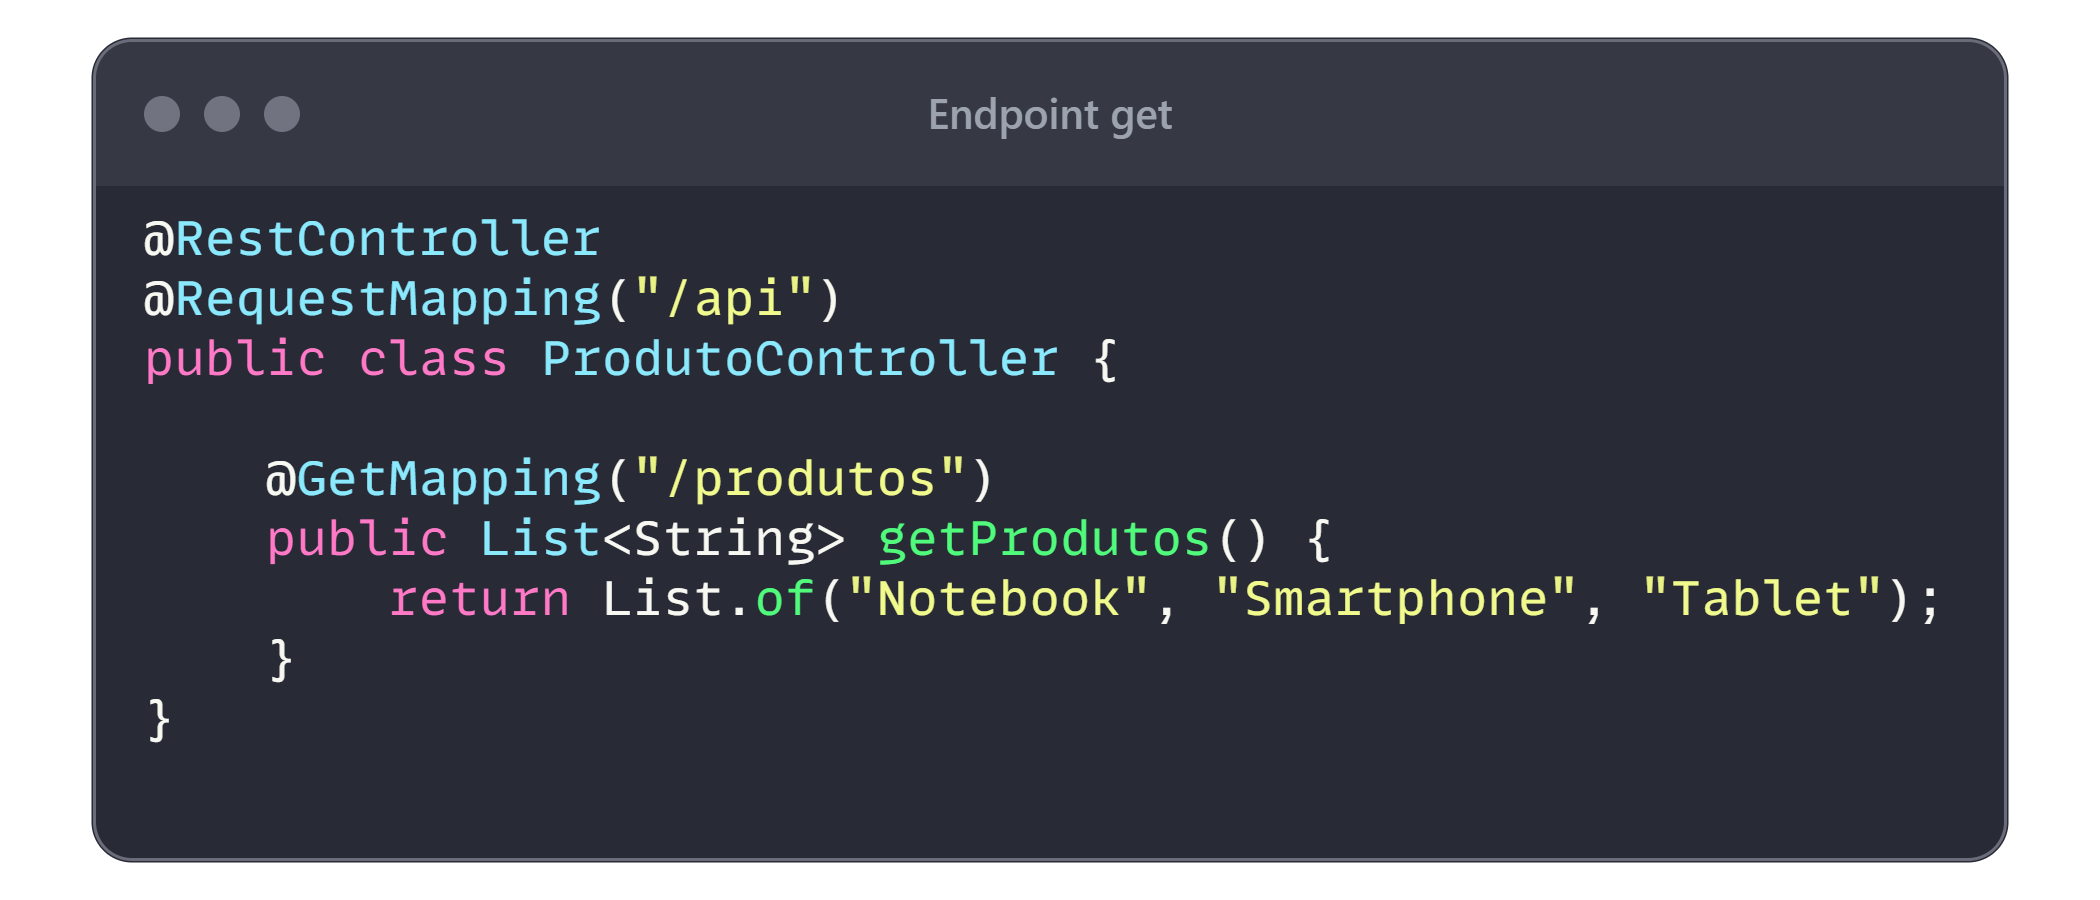 Endpoint get
@RestController
@RequestMapping("/api")
public class ProdutoController {
    @GetMapping("/produtos")
    public List<String> getProdutos() {
        return List.of("Notebook", "Smartphone", "Tablet");
    }
}